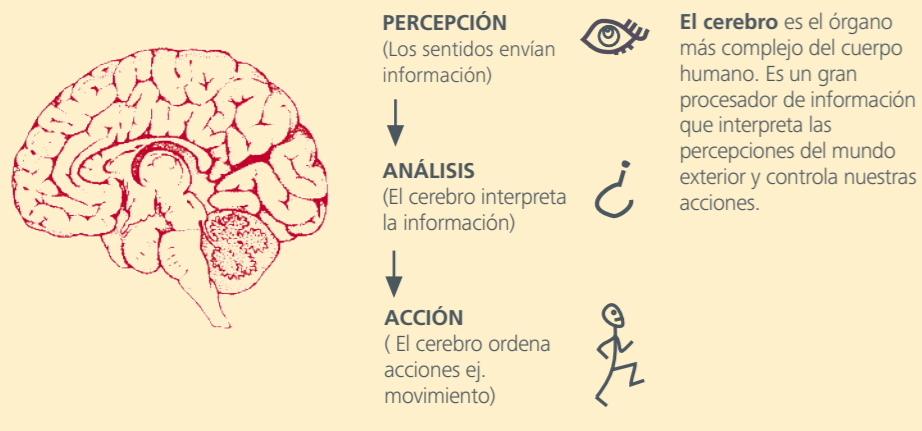 PERCEPCIÓN
(Los sentidos envían
información)
ANÁLISIS
(El cerebro interpreta
la información)
ACCIÓN
( El cerebro ordena
acciones ej.
movimiento)
El cerebro es el órgano
más complejo del cuerpo
humano. Es un gran
procesador de información
que interpreta las
percepciones del mundo
exterior y controla nuestras
acciones.
¿